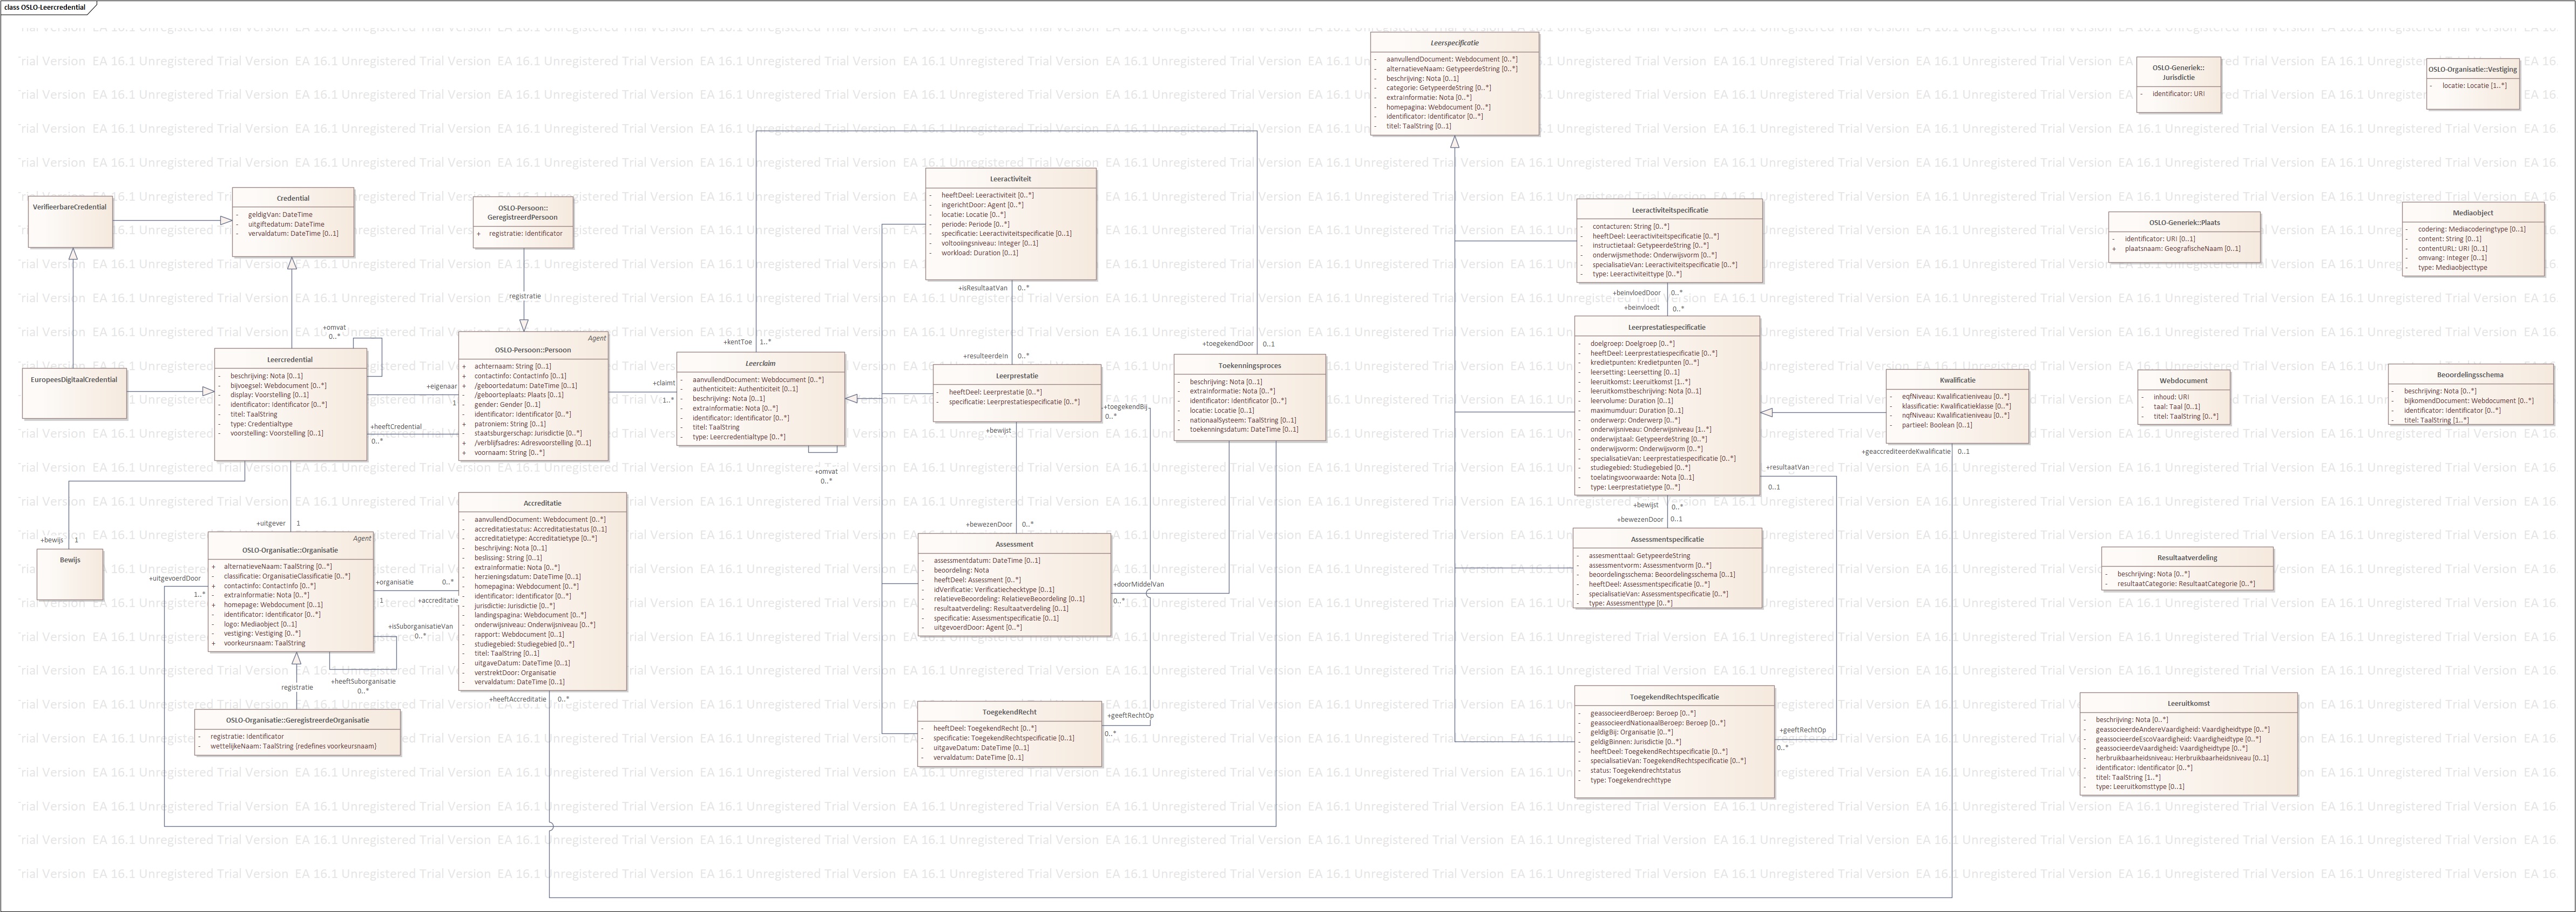 class OSLO-Leercredential
VerifieerbareCredential
Credential
- geldigVan: DateTime
- uitgiftedatum: DateTime
- vervaldatum: DateTime [0..1]
OSLO-Persoon::
GeregistreerdPersoon
+ registratie: Identificator
registratie
EuropeesDigitaalCredential
+omvat
0..*
Leercredential
- beschrijving: Nota [0..1]
- bijvoegsel: Webdocument [0..*]
- display: Voorstelling [0..1]
- identificator: Identificator [0..*]
- titel: TaalString
- type: Credentialtype
- voorstelling: Voorstelling [0..1]
+eigenaar
1
+heeftCredential
0..*
Agent
OSLO-Persoon::Persoon
+ achternaam: String [0..1]
+ contactinfo: ContactInfo [0..1]
+ /geboortedatum: DateTime [0..1]
+ /geboorteplaats: Plaats [0..1]
+ gender: Gender [0..1]
+ identificator: Identificator [0..1]
+ patroniem: String [0..1]
+ staatsburgerschap: Jurisdictie [0..*]
+ /verblijfsadres: Adresvoorstelling [0..1]
+ voornaam: String [0..*]
+claimt
1..*
+kentToe
1..*
Leerclaim
- aanvullendDocument: Webdocument [0..*]
- authenticiteit: Authenticiteit [0..1]
- beschrijving: Nota [0..1]
- extraInformatie: Nota [0..*]
- identificator: Identificator [0..1]
- titel: TaalString
- type: Leercredentialtype [0..*]
+omvat
0..*
+bewijs
1
Bewijs
+uitgever
1
Agent
OSLO-Organisatie::Organisatie
+ alternatieveNaam: TaalString [0..*]
- classificatie: OrganisatieClassificatie [0..*]
+ contactinfo: ContactInfo [0..1]
- extraInformatie: Nota [0..*]
+ homepage: Webdocument [0..1]
- identificator: Identificator [0..*]
- logo: Mediaobject [0..1]
- vestiging: Vestiging [0..*]
+ voorkeursnaam: TaalString
+uitgevoerdDoor
1..*
+organisatie
1
0..*
+accreditatie
+isSuborganisatieVan
0..*
+heeftSuborganisatie
0..*
registratie
OSLO-Organisatie::GeregistreerdeOrganisatie
- registratie: Identificator
- wettelijkeNaam: TaalString {redefines voorkeursnaam}
Accreditatie
- aanvullendDocument: Webdocument [0..*]
- accreditatiestatus: Accreditatiestatus [0..1]
- accreditatietype: Accreditatietype [0..*]
- beschrijving: Nota [0..1]
- beslissing: String [0..1]
- extraInformatie: Nota [0..*]
- herzieningsdatum: DateTime [0..1]
- homepagina: Webdocument [0..*]
- identificator: Identificator [0..*]
- jurisdictie: Jurisdictie [0..*]
- landingspagina: Webdocument [0..*]
- onderwijsniveau: Onderwijsniveau [0..*]
- rapport: Webdocument [0..1]
- studiegebied: Studiegebied [0..*]
- titel: TaalString [0..1]
- uitgaveDatum: DateTime [0..1]
- verstrektDoor: Organisatie
- vervaldatum: DateTime [0..1]
+heeftAccreditatie
0..*
Leeractiviteit
- heeftDeel: Leeractiviteit [0..*]
- ingerichtDoor: Agent [0..*]
- locatie: Locatie [0..*]
- periode: Periode [0..*]
- specificatie: Leeractiviteitspecificatie [0..1]
- voltooiingsniveau: Integer [0..1]
- workload: Duration [0..1]
+isResultaatVan
0..*
+resulteerdeIn
0..*
Leerprestatie
- heeftDeel: Leerprestatie [0..*]
- specificatie: Leerprestatiespecificatie [0..1]
+toegekendBij
0..*
+bewijst
+bewezenDoor
0..*
Assessment
- assessmentdatum: DateTime [0..1]
- beoordeling: Nota
- heeftDeel: Assessment [0..*]
- idVerificatie: Verificatiechecktype [0..1]
- relatieveBeoordeling: RelatieveBeoordeling [0..1]
- resultaatverdeling: Resultaatverdeling [0..1]
- specificatie: Assessmentspecificatie [0..1]
- uitgevoerdDoor: Agent [0..*]
+doorMiddelVan
0..*
ToegekendRecht
- heeftDeel: ToegekendRecht [0..*]
- specificatie: ToegekendRechtspecificatie [0..1]
- uitgaveDatum: DateTime [0..1]
- vervaldatum: DateTime [0..1]
+geeftRechtOp
0..*
+toegekendDoor
0..1
Toekenningsproces
- beschrijving: Nota [0..1]
- extraInformatie: Nota [0..*]
- identificator: Identificator [0..*]
- locatie: Locatie [0..1]
- nationaalSysteem: TaalString [0..1]
- toekenningsdatum: DateTime [0..1]
Leerspecificatie
- aanvullendDocument: Webdocument [0..*]
- alternatieveNaam: GetypeerdeString [0..*]
- beschrijving: Nota [0..1]
- categorie: GetypeerdeString [0..*]
- extraInformatie: Nota [0..*]
- homepagina: Webdocument [0..*]
- identificator: Identificator [0..*]
- titel: TaalString [0..1]
Leeractiviteitspecificatie
- contacturen: String [0..*]
- heeftDeel: Leeractiviteitspecificatie [0..*]
- instructietaal: GetypeerdeString [0..*]
- onderwijsmethode: Onderwijsvorm [0..*]
- specialisatieVan: Leeractiviteitspecificatie [0..*]
- type: Leeractiviteittype [0..*]
+beinvloedDoor
0..*
+beinvloedt
0..*
Leerprestatiespecificatie
- doelgroep: Doelgroep [0..*]
- heeftDeel: Leerprestatiespecificatie [0..*]
- kredietpunten: Kredietpunten [0..*]
- leersetting: Leersetting [0..1]
- leeruitkomst: Leeruitkomst [1..*]
- leeruitkomstbeschrijving: Nota [0..1]
- leervolume: Duration [0..1]
- maximumduur: Duration [0..1]
- onderwerp: Onderwerp [0..*]
- onderwijsniveau: Onderwijsniveau [1..*]
- onderwijstaal: GetypeerdeString [0..*]
- onderwijsvorm: Onderwijsvorm [0..*]
- specialisatieVan: Leerprestatiespecificatie [0..*]
- studiegebied: Studiegebied [0..*]
- toelatingsvoorwaarde: Nota [0..1]
- type: Leerprestatietype [0..*]
+resultaatVan
0..1
+bewijst
0..*
+bewezenDoor
0..1
Assessmentspecificatie
- assesmenttaal: GetypeerdeString
- assessmentvorm: Assessmentvorm [0..*]
- beoordelingsschema: Beoordelingsschema [0..1]
- heeftDeel: Assessmentspecificatie [0..*]
- specialisatieVan: Assessmentspecificatie [0..*]
- type: Assessmenttype [0..*]
ToegekendRechtspecificatie
- geassocieerdBeroep: Beroep [0..*]
- geassocieerdNationaalBeroep: Beroep [0..*]
- geldigBij: Organisatie [0..*]
- geldigBinnen: Jurisdictie [0..*]
- heeftDeel: ToegekendRechtspecificatie [0..*]
- specialisatieVan: ToegekendRechtspecificatie [0..*]
- status: Toegekendrechtstatus
- type: Toegekendrechttype
+geeftRechtOp
0..*
Kwalificatie
- eqfNiveau: Kwalificatieniveau [0..*]
- klassificatie: Kwalificatieklasse [0..*]
- nqfNiveau: Kwalificatieniveau [0..*]
- partieel: Boolean [0..1]
+geaccrediteerdeKwalificatie
0..1
OSLO-Generiek::
Jurisdictie
- identificator: URI
OSLO-Organisatie::Vestiging
- locatie: Locatie [1..*]
OSLO-Generiek::Plaats
- identificator: URI [0..1]
+ plaatsnaam: GeografischeNaam [0..1]
Mediaobject
- codering: Mediacoderingtype [0..1]
- content: String [0..1]
- contentURL: URI [0..1]
- omvang: Integer [0..1]
- type: Mediaobjecttype
Webdocument
- inhoud: URI
- taal: Taal [0..1]
- titel: TaalString [0..*]
Beoordelingsschema
- beschrijving: Nota [0..1]
- bijkomendDocument: Webdocument [0..*]
- identificator: Identificator [0..*]
- titel: TaalString [1..*]
Resultaatverdeling
- beschrijving: Nota [0..*]
- resultaatCategorie: ResultaatCategorie [0..*]
Leeruitkomst
- beschrijving: Nota [0..*]
- geassocieerdeAndereVaardigheid: Vaardigheidtype [0..*]
- geassocieerdeEscoVaardigheid: Vaardigheidtype [0..*]
- geassocieerdeVaardigheid: Vaardigheidtype [0..*]
- herbruikbaarheidsniveau: Herbruikbaarheidsniveau [0..1]
- identificator: Identificator [0..*]
- titel: TaalString [1..*]
- type: Leeruitkomsttype [0..1]
EA 16.1 Unregistered Trial Version